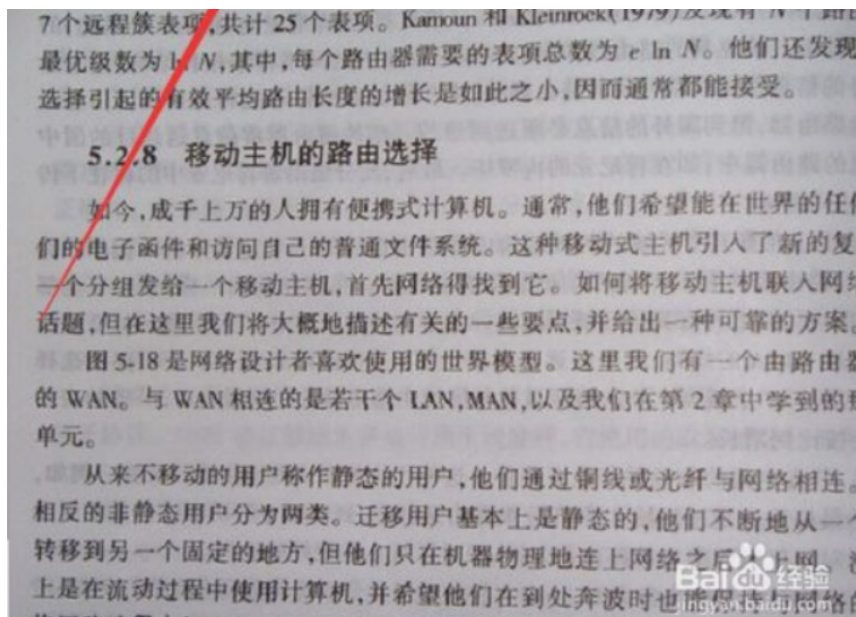 7个远程簇表项,共计25个表项。Kamoun 和 Kleinrock(1979)发现有 N 个路由
最优级数为 ln N,其中,每个路由器需要的表项总数为 e ln N。他们还发现
选择引起的有效平均路由长度的增长是如此之小,因而通常都能接受。
5.2.8 移动主机的路由选择
如今,成千上万的人拥有便携式计算机。通常,他们希望能在世界的任何
们的电子函件和访问自己的普通文件系统。这种移动式主机引入了新的复
一个分组发给一个移动主机,首先网络得找到它。如何将移动主机联入网络
话题,但在这里我们将大概地描述有关的一些要点,并给出一种可靠的方案。
图 5-18 是网络设计者喜欢使用的世界模型。这里我们有一个由路由器
的 WAN。与 WAN 相连的是若干个 LAN,MAN,以及我们在第 2 章中学到的
单元。
从来不移动的用户称作静态的用户,他们通过铜线或光纤与网络相连。
相反的非静态用户分为两类。迁移用户基本上是静态的,他们不断地从一个
转移到另一个固定的地方,但他们只在机器物理地连上网络之后才上网
上是在流动过程中使用计算机,并希望他们在到处奔波时也能保持与网络的
Baidu 经验
jingyan.baidu.com